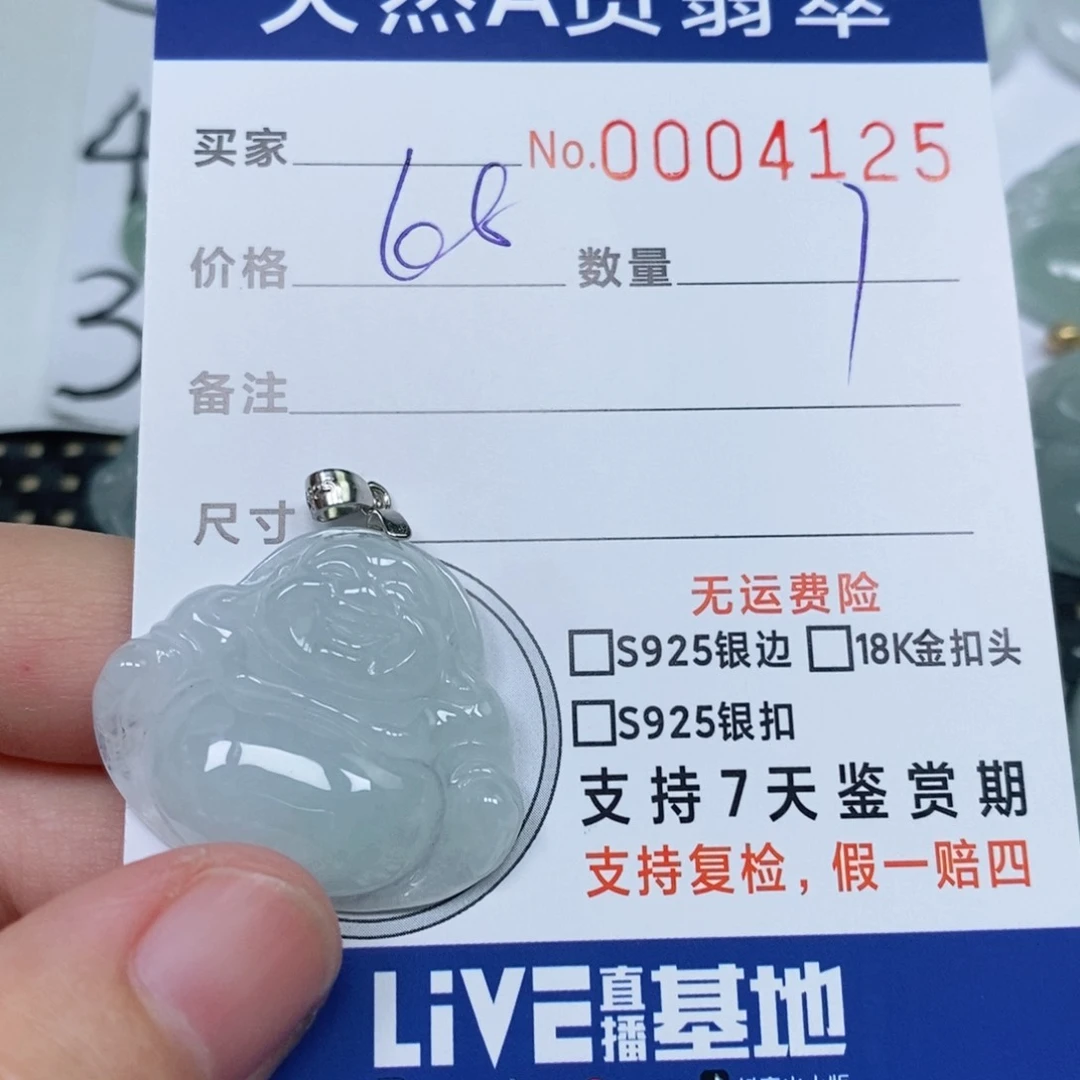 天然A货翡翠
买家 No.0004125
价格 68 数量 1
备注
尺寸
无运费险
S925银边 18K金扣头
S925银扣
支持7天鉴赏期
支持复检,假一赔四
LiVE直播基地
4
3